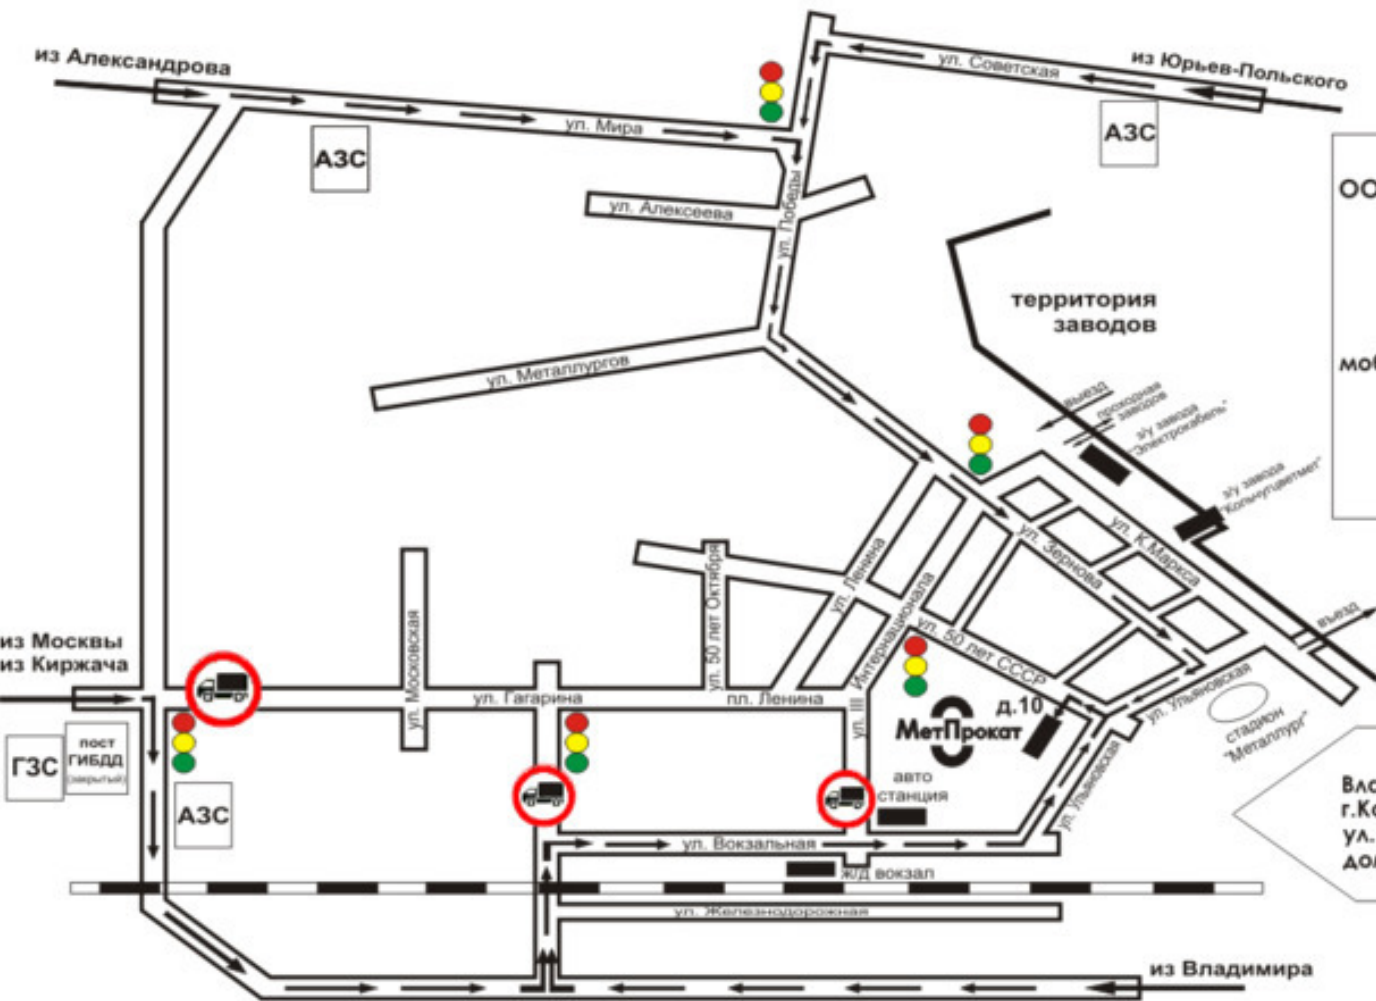 из Александрова
ул. Советская
из Юрьев-Польского
ул. Мира
АЗС
АЗС
ул. Алексеева
ул. Победы
территория
заводов
ул. Металлургов
выезд
проходная
заводов
з/у завода
"Электрокабель"
з/у завода
"Кольчугцветмет"
ул. К.Маркса
ул. Зернова
ул. Ленина
ул. III Интернационала
ул. 50 лет Октября
ул. 50 лет СССР
въезд
из Москвы
из Киржача
ул. Московская
ул. Гагарина
пл. Ленина
МетПрокат
д.10
ул. Ульяновская
стадион
"Металлург"
ул. Ульяновская
ГЗС
пост
ГИБДД
(закрытый)
АЗС
авто
станция
ул. Вокзальная
ж/д вокзал
ул. Железнодорожная
из Владимира
ул.